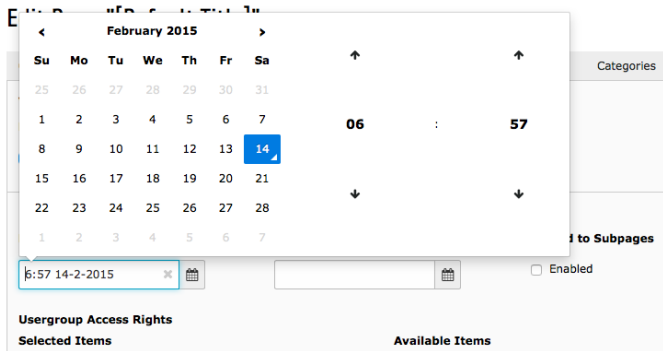 ‹ February 2015 ›
Su Mo Tu We Th Fr Sa
25 26 27 28 29 30 31
1 2 3 4 5 6 7
8 9 10 11 12 13 14
15 16 17 18 19 20 21
22 23 24 25 26 27 28
1 2 3 4 5 6 7
06 : 57
Categories
to Subpages
6:57 14-2-2015
Enabled
Usergroup Access Rights
Selected Items Available Items